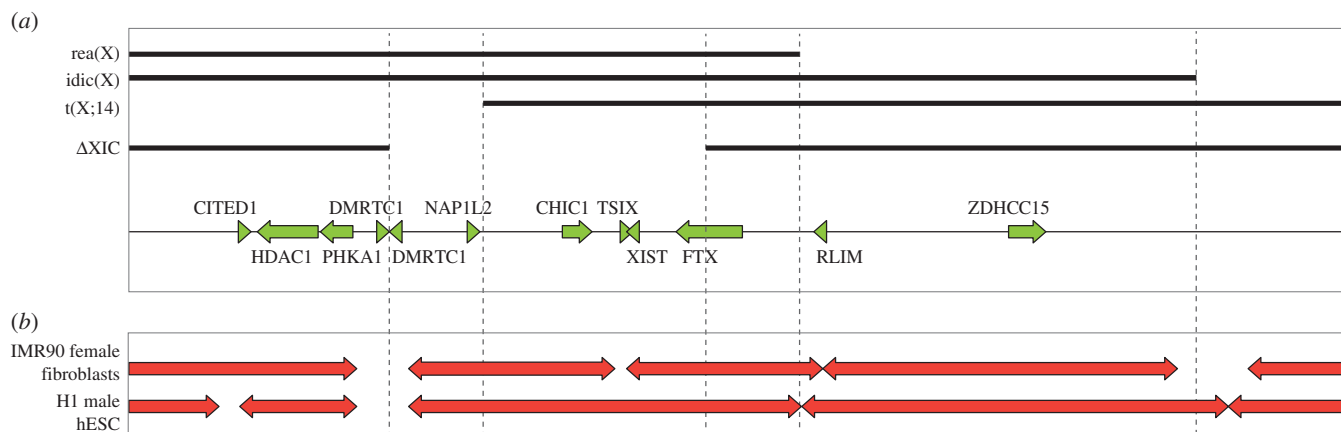 (a)
rea(X)
idic(X)
t(X;14)
ΔXIC
CITED1 DMRTC1 NAP1L2 CHIC1 TSIX ZDHCC15
HDAC1 PHKA1 DMRTC1 XIST FTX RLIM
(b)
IMR90 female
fibroblasts
H1 male
hESC